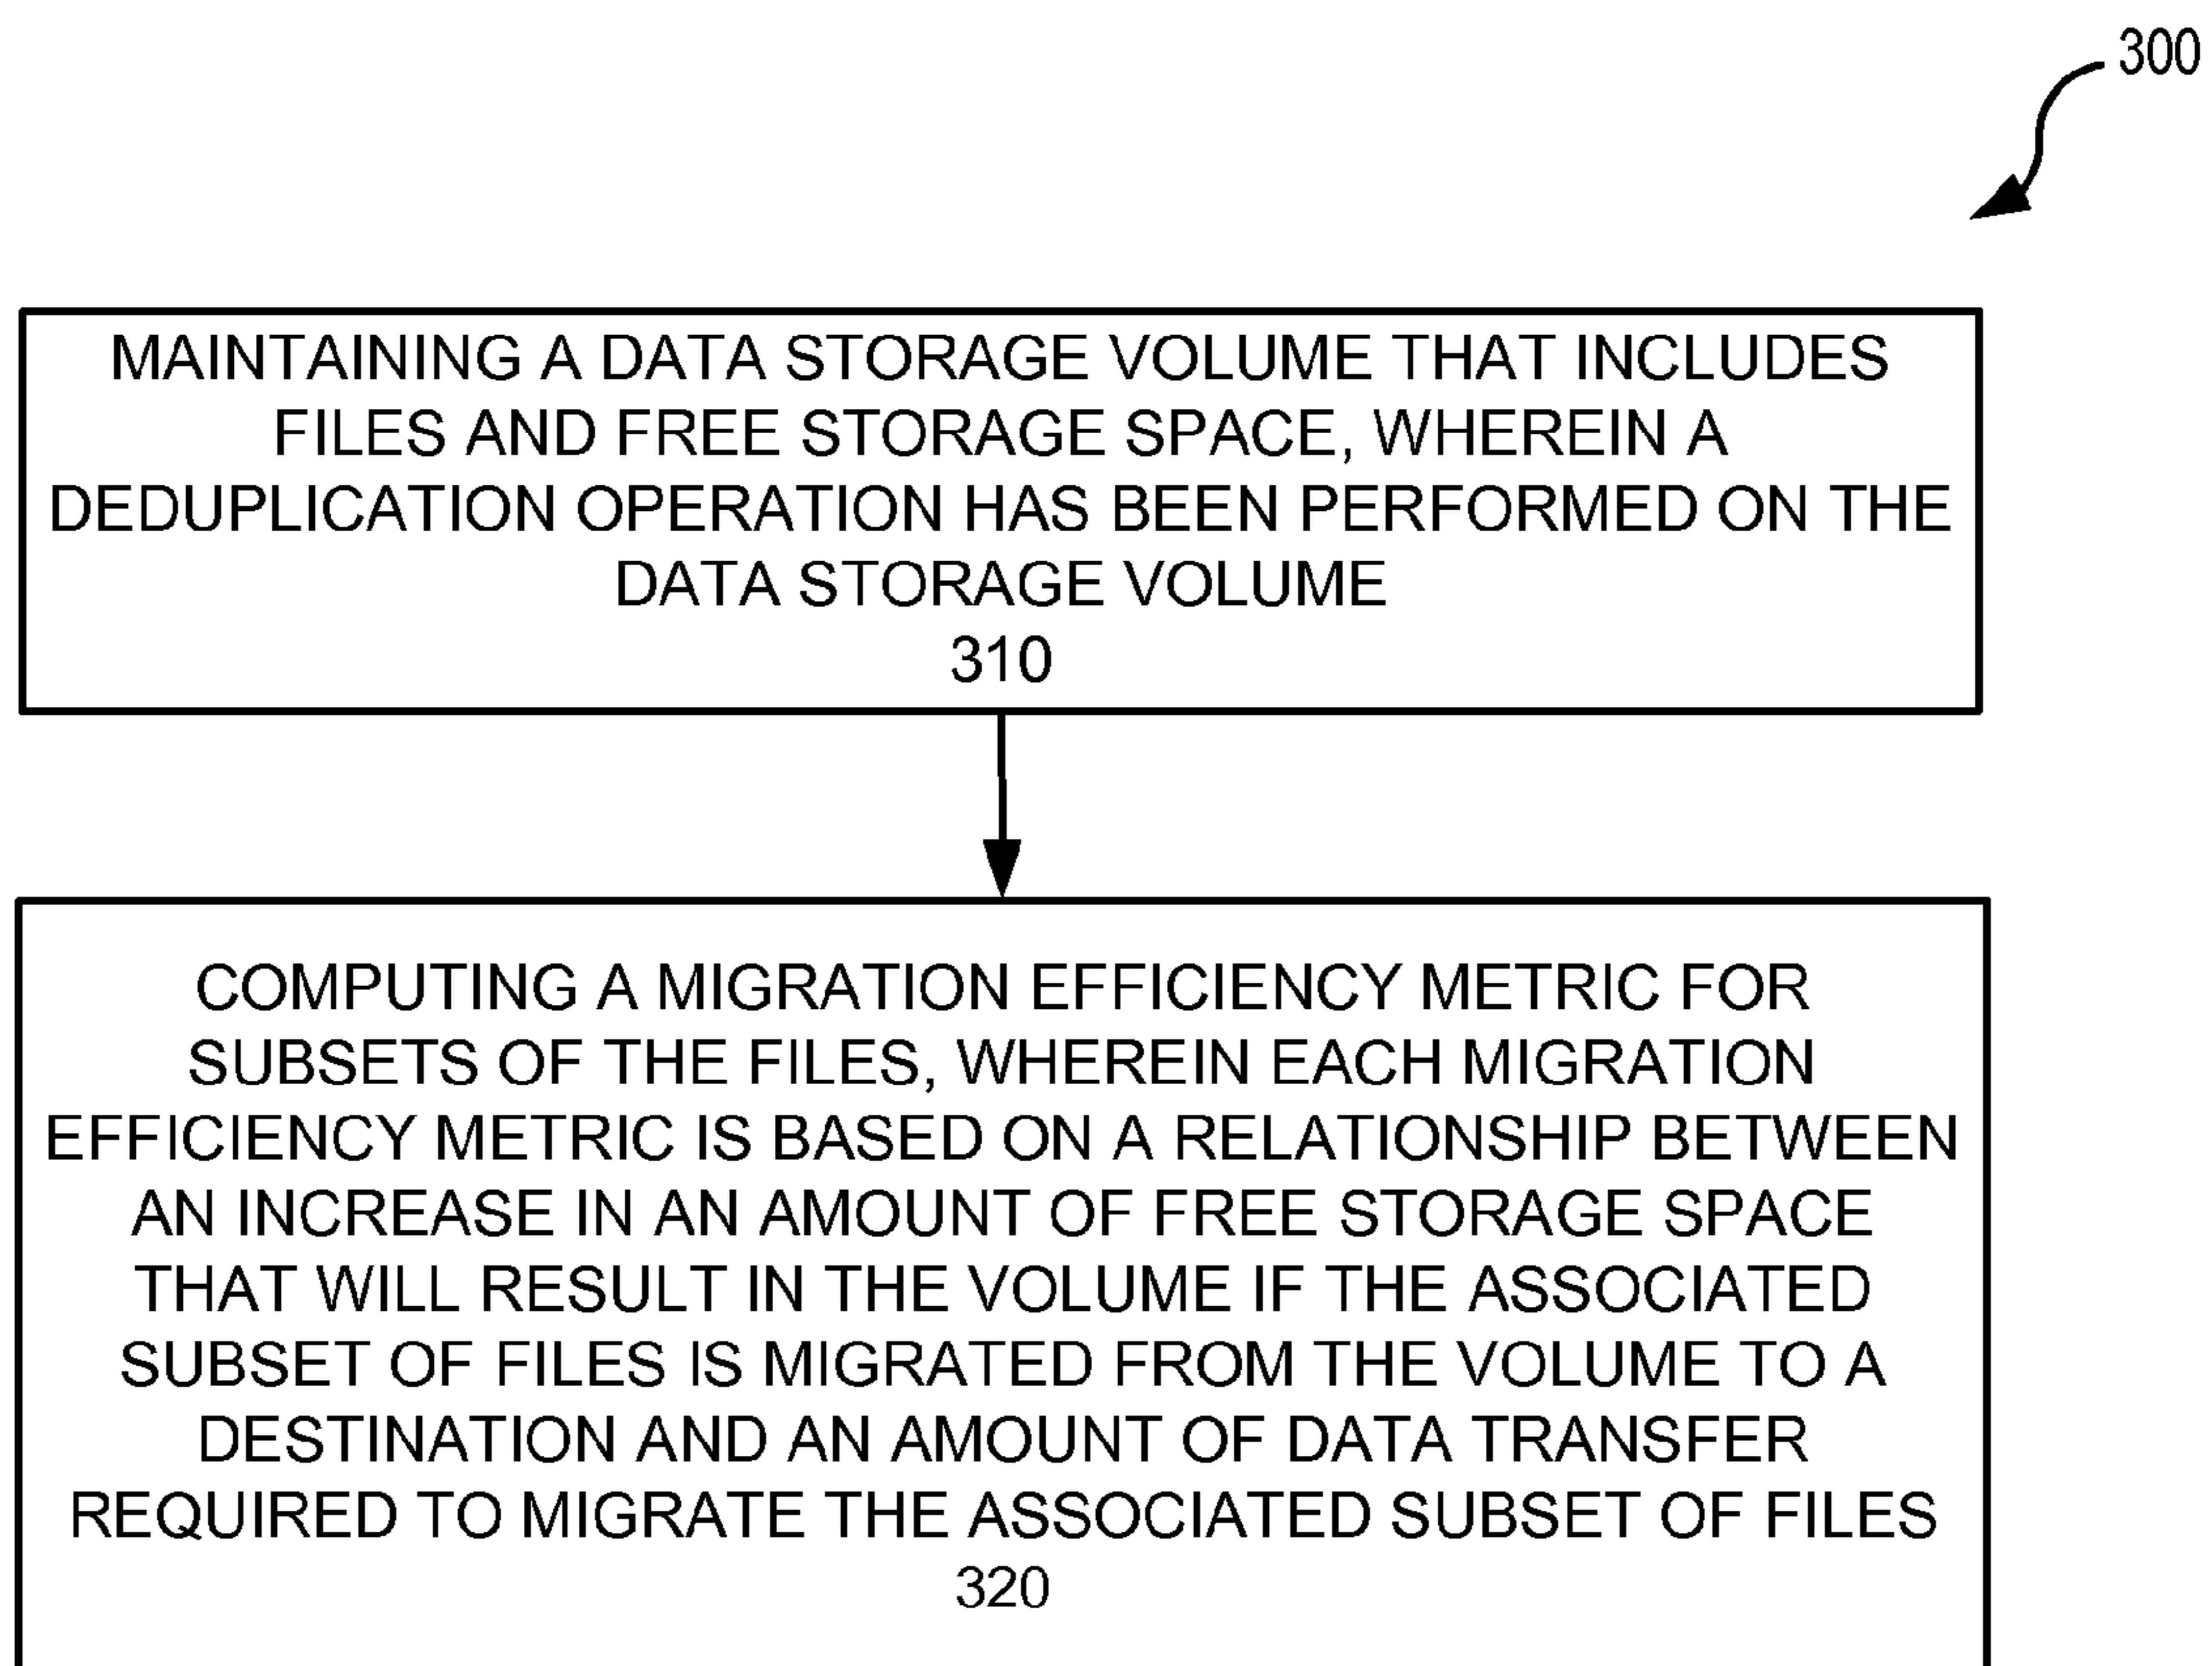 300
MAINTAINING A DATA STORAGE VOLUME THAT INCLUDES
FILES AND FREE STORAGE SPACE, WHEREIN A
DEDUPLICATION OPERATION HAS BEEN PERFORMED ON THE
DATA STORAGE VOLUME
310
COMPUTING A MIGRATION EFFICIENCY METRIC FOR
SUBSETS OF THE FILES, WHEREIN EACH MIGRATION
EFFICIENCY METRIC IS BASED ON A RELATIONSHIP BETWEEN
AN INCREASE IN AN AMOUNT OF FREE STORAGE SPACE
THAT WILL RESULT IN THE VOLUME IF THE ASSOCIATED
SUBSET OF FILES IS MIGRATED FROM THE VOLUME TO A
DESTINATION AND AN AMOUNT OF DATA TRANSFER
REQUIRED TO MIGRATE THE ASSOCIATED SUBSET OF FILES
320